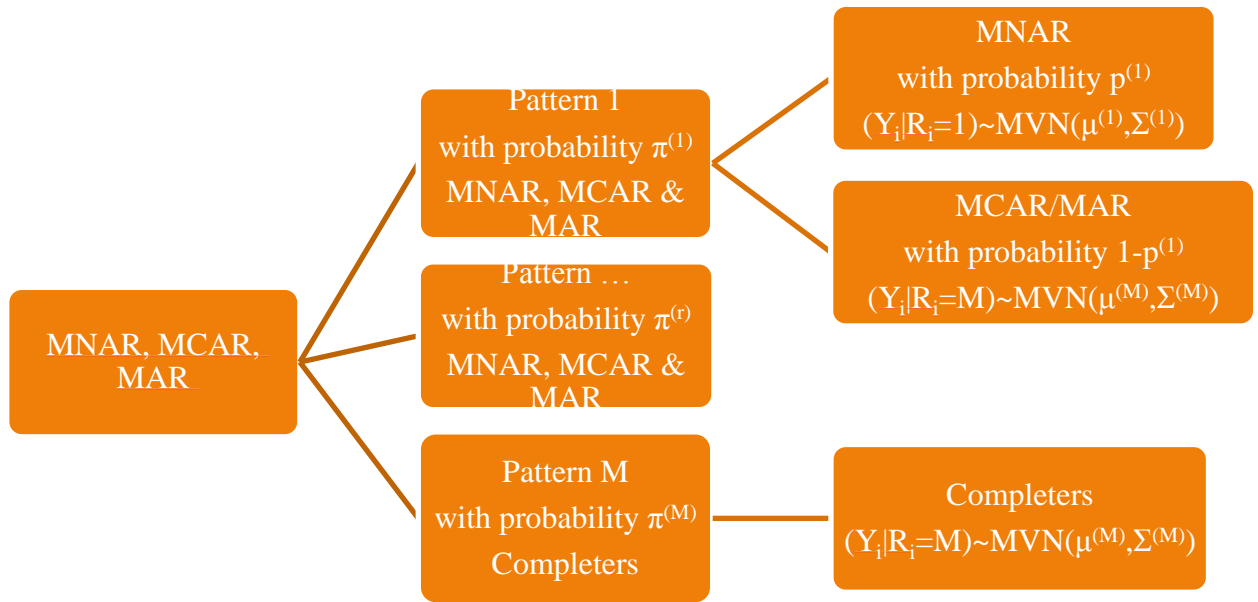 MNAR, MCAR,
MAR
Pattern 1
with probability π⁽¹⁾
MNAR, MCAR &
MAR
Pattern …
with probability π⁽ʳ⁾
MNAR, MCAR &
MAR
Pattern M
with probability π⁽ᴹ⁾
Completers
MNAR
with probability p⁽¹⁾
(Yᵢ|Rᵢ=1)~MVN(μ⁽¹⁾,Σ⁽¹⁾)
MCAR/MAR
with probability 1-p⁽¹⁾
(Yᵢ|Rᵢ=M)~MVN(μ⁽ᴹ⁾,Σ⁽ᴹ⁾)
Completers
(Yᵢ|Rᵢ=M)~MVN(μ⁽ᴹ⁾,Σ⁽ᴹ⁾)